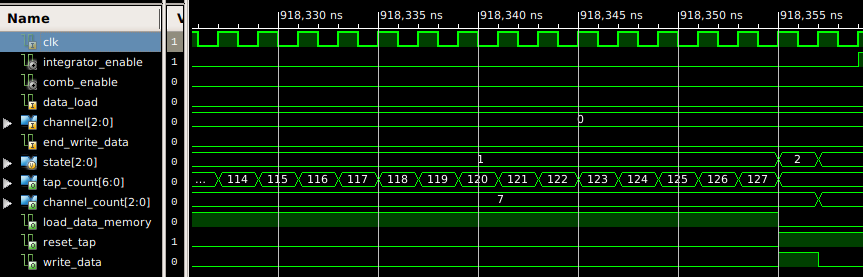 Name V 918,330 ns 918,335 ns 918,340 ns 918,345 ns 918,350 ns 918,355 ns
clk 1
integrator_enable 1
comb_enable 0
data_load 0
channel[2:0] 0 0
end_write_data 0
state[2:0] 0 1 2
tap_count[6:0] 0 ... 114 115 116 117 118 119 120 121 122 123 124 125 126 127
channel_count[2:0] 0 7
load_data_memory 0
reset_tap 1
write_data 0